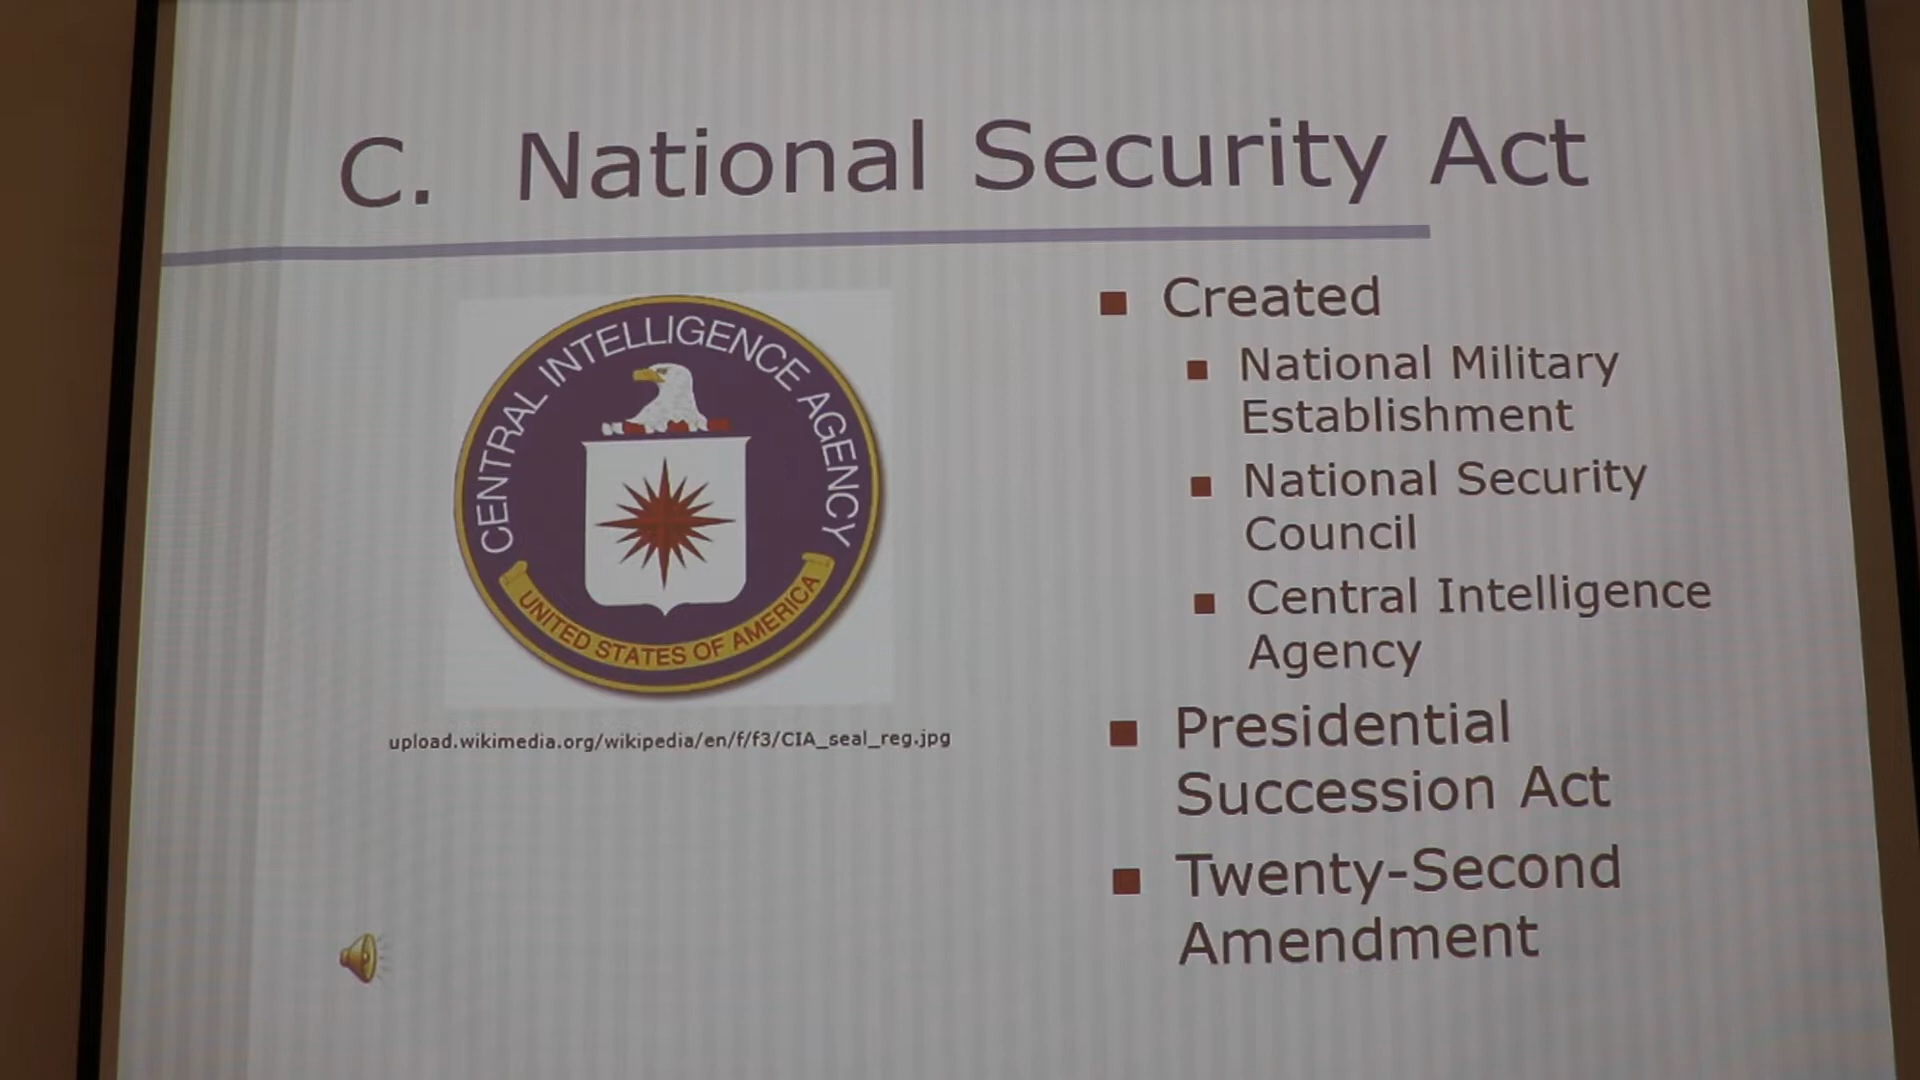 C. National Security Act
CENTRAL INTELLIGENCE AGENCY
UNITED STATES OF AMERICA
upload.wikimedia.org/wikipedia/en/f/f3/CIA_seal_reg.jpg
Created
National Military
Establishment
National Security
Council
Central Intelligence
Agency
Presidential
Succession Act
Twenty-Second
Amendment